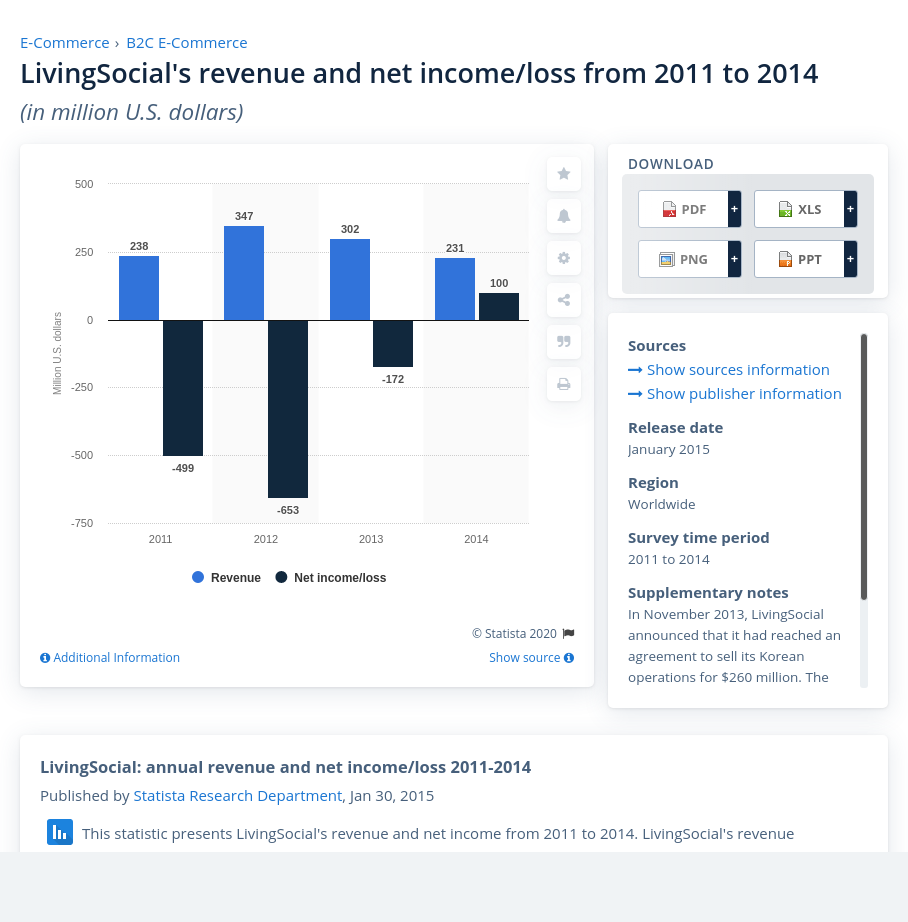 E-Commerce › B2C E-Commerce
LivingSocial's revenue and net income/loss from 2011 to 2014
(in million U.S. dollars)
500
250
0
-250
-500
-750
Million U.S. dollars
238
347
302
231
100
-499
-653
-172
2011
2012
2013
2014
Revenue
Net income/loss
© Statista 2020
Additional Information
Show source
DOWNLOAD
PDF +
XLS +
PNG +
PPT +
Sources
Show sources information
Show publisher information
Release date
January 2015
Region
Worldwide
Survey time period
2011 to 2014
Supplementary notes
In November 2013, LivingSocial
announced that it had reached an
agreement to sell its Korean
operations for $260 million. The
LivingSocial: annual revenue and net income/loss 2011-2014
Published by Statista Research Department, Jan 30, 2015
This statistic presents LivingSocial's revenue and net income from 2011 to 2014. LivingSocial's revenue